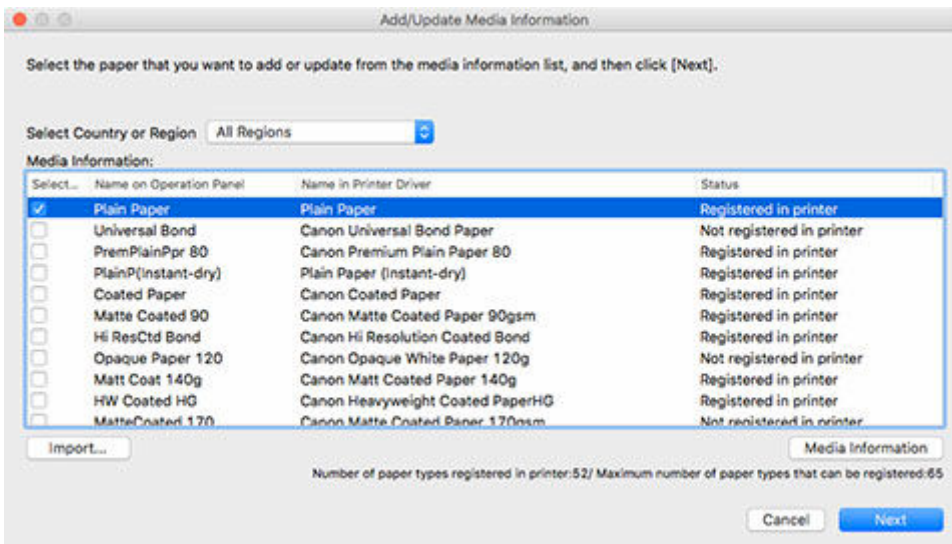 Add/Update Media Information
Select the paper that you want to add or update from the media information list, and then click [Next].
Select Country or Region All Regions
Media Information:
Select... Name on Operation Panel Name in Printer Driver Status
Plain Paper Plain Paper Registered in printer
Universal Bond Canon Universal Bond Paper Not registered in printer
PremPlainPpr 80 Canon Premium Plain Paper 80 Registered in printer
PlainP(Instant-dry) Plain Paper (Instant-dry) Registered in printer
Coated Paper Canon Coated Paper Registered in printer
Matte Coated 90 Canon Matte Coated Paper 90gsm Registered in printer
Hi ResCtd Bond Canon Hi Resolution Coated Bond Registered in printer
Opaque Paper 120 Canon Opaque White Paper 120g Not registered in printer
Matt Coat 140g Canon Matt Coated Paper 140g Registered in printer
HW Coated HG Canon Heavyweight Coated PaperHG Registered in printer
MatteCoated 170 Canon Matte Coated Paper 170gsm Not registered in printer
Import... Media Information
Number of paper types registered in printer:52/ Maximum number of paper types that can be registered:65
Cancel Next